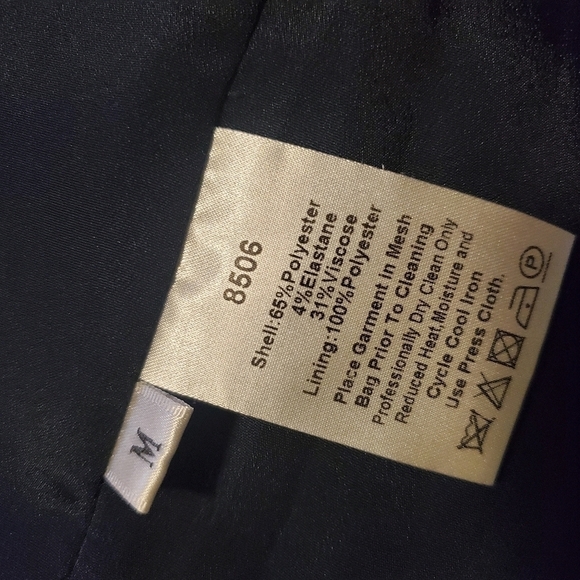 8506
Shell:65%Polyester
4%Elastane
31%Viscose
Lining:100%Polyester
Place Garment In Mesh
Bag Prior To Cleaning
Professionally Dry Clean Only
Reduced Heat,Moisture and
Cycle Cool Iron
Use Press Cloth.
P
M